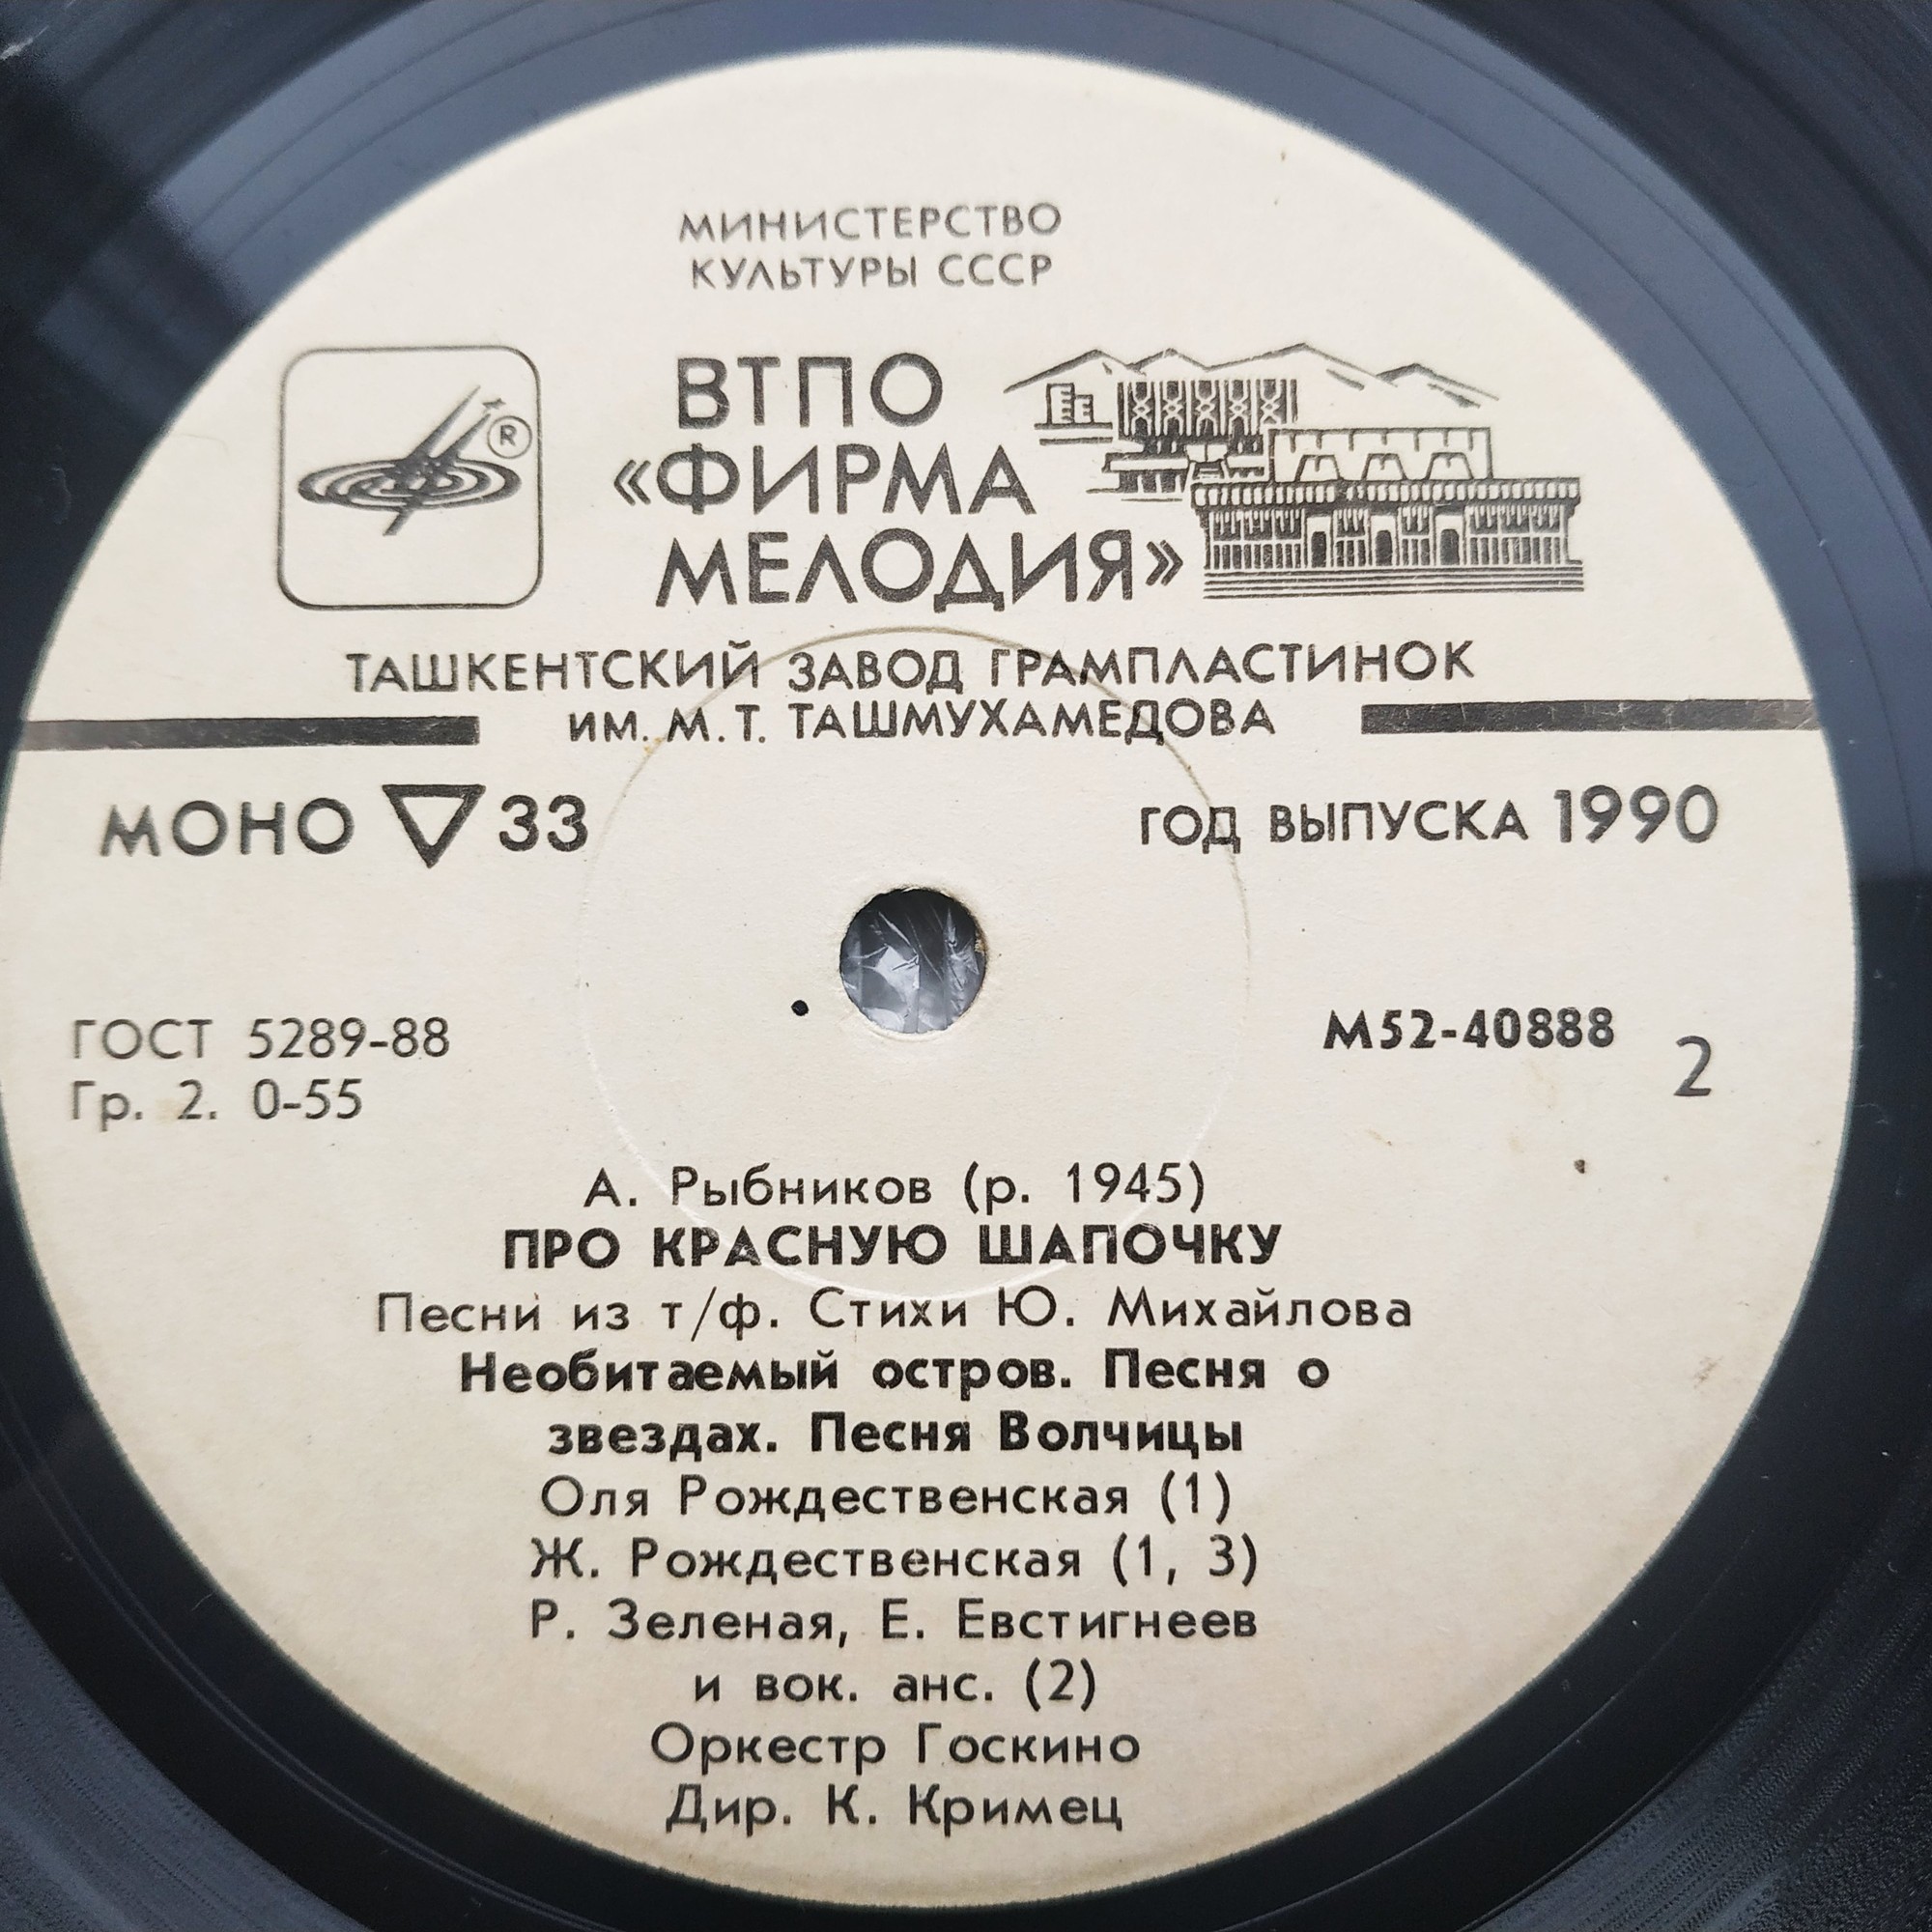 МИНИСТЕРСТВО
КУЛЬТУРЫ СССР
ВТПО
«ФИРМА
МЕЛОДИЯ»
R
ТАШКЕНТСКИЙ ЗАВОД ГРАМПЛАСТИНОК
ИМ. М. Т. ТАШМУХАМЕДОВА
МОНО 33
ГОД ВЫПУСКА 1990
ГОСТ 5289-88
Гр. 2. 0-55
М52-40888
2
А. Рыбников (р. 1945)
ПРО КРАСНУЮ ШАПОЧКУ
Песни из т/ф. Стихи Ю. Михайлова
Необитаемый остров. Песня о
звездах. Песня Волчицы
Оля Рождественская (1)
Ж. Рождественская (1, 3)
Р. Зеленая, Е. Евстигнеев
и вок. анс. (2)
Оркестр Госкино
Дир. К. Кримец